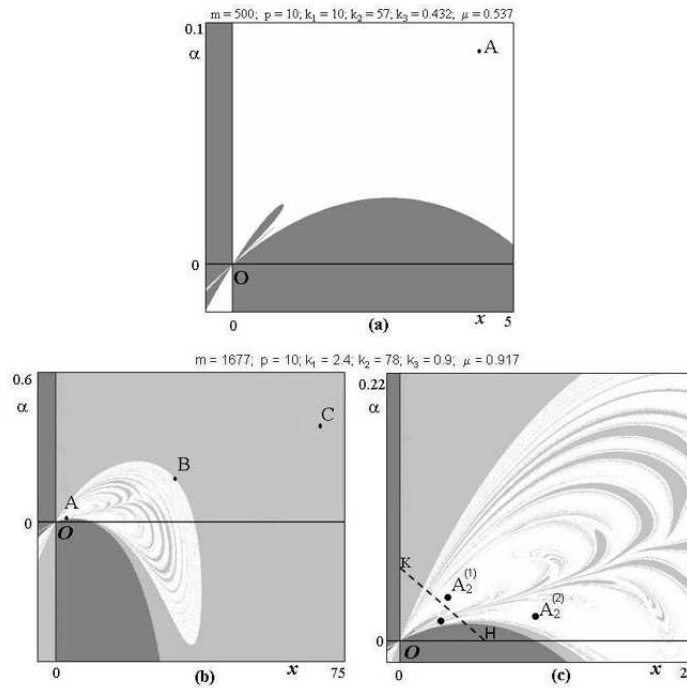 m = 500; p = 10; k₁ = 10; k₂ = 57; k₃ = 0.432; μ = 0.537
0.1
α
A
0
O
0
x
5
(a)
m = 1677; p = 10; k₁ = 2.4; k₂ = 78; k₃ = 0.9; μ = 0.917
0.6
α
C
B
A
0
O
0
x
75
(b)
0.22
α
K
A₂⁽¹⁾
A₂⁽²⁾
H
0
O
0
x
2
(c)